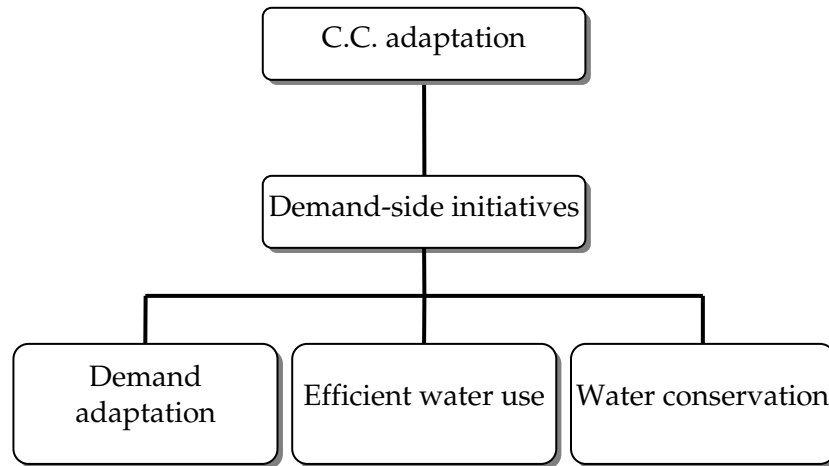 C.C. adaptation
Demand-side initiatives
Demand
adaptation
Efficient water use
Water conservation